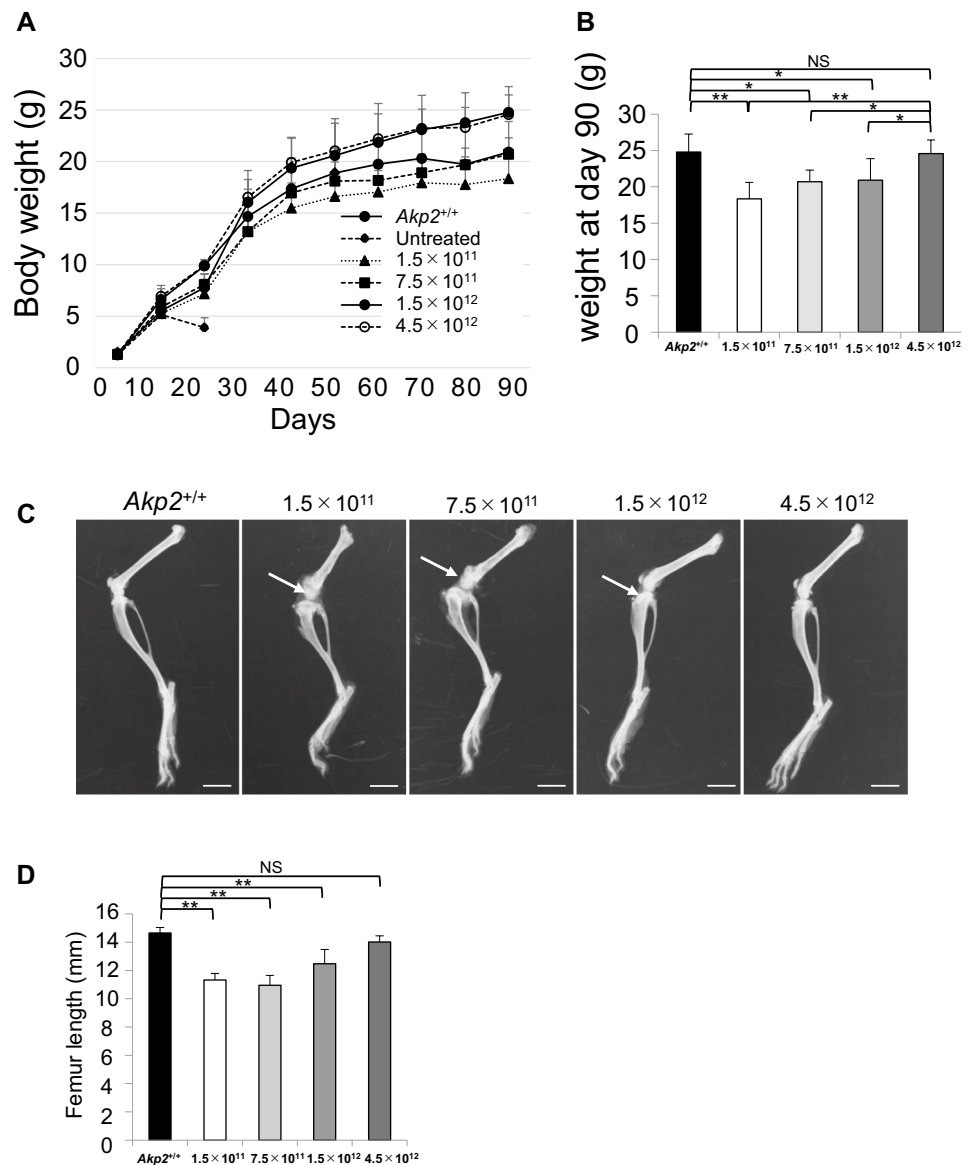 A
Body weight (g)
30
25
20
15
10
5
0
0 10 20 30 40 50 60 70 80 90
Days
Akp2+/+
Untreated
1.5×10¹¹
7.5×10¹¹
1.5×10¹²
4.5×10¹²
B
weight at day 90 (g)
NS
*
*
** **
*
*
30
25
20
15
10
5
0
Akp2+/+ 1.5×10¹¹ 7.5×10¹¹ 1.5×10¹² 4.5×10¹²
C
Akp2+/+ 1.5×10¹¹ 7.5×10¹¹ 1.5×10¹² 4.5×10¹²
D
Femur length (mm)
NS
**
**
**
16
14
12
10
8
6
4
2
0
Akp2+/+ 1.5×10¹¹ 7.5×10¹¹ 1.5×10¹² 4.5×10¹²